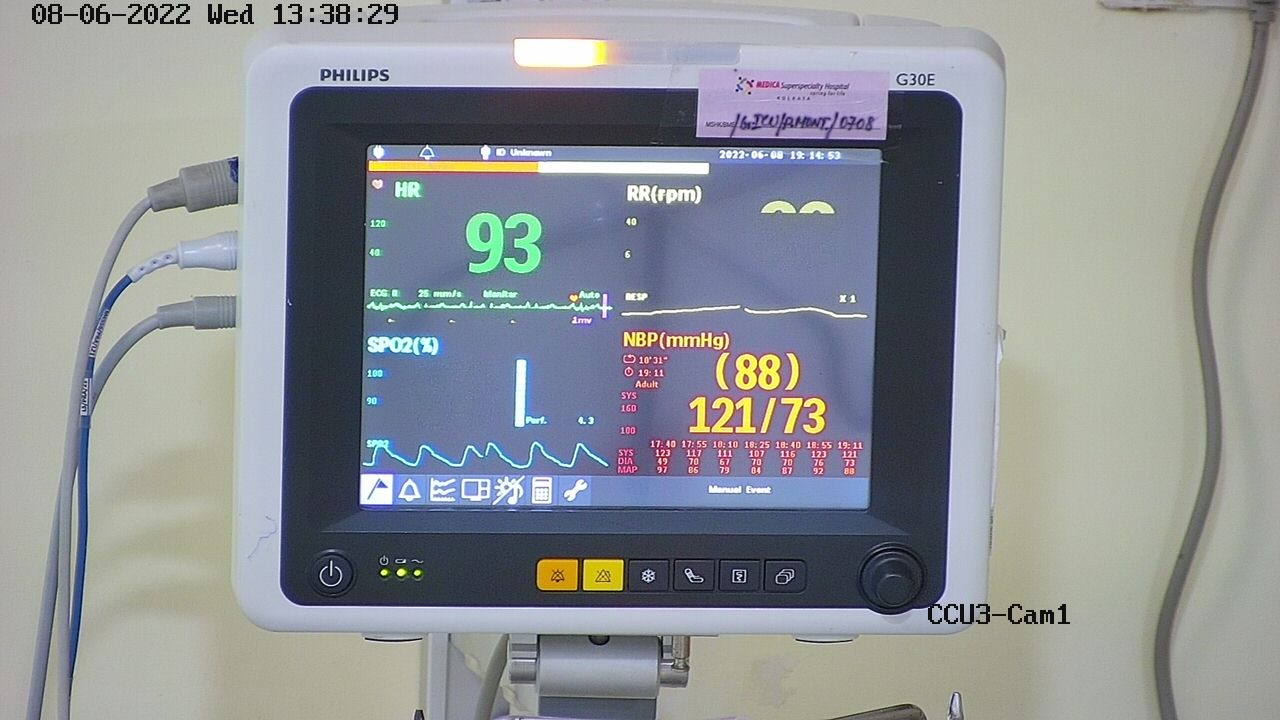 08-06-2022 Wed 13:38:29
PHILIPS
G30E
MEDICA Superspecialty Hospital
caring for life
KOLKATA
ID Unknown
2022-06-08 19:14:53
HR
120
40
93
RR(rpm)
40
6
ECG II 25 mm/s Monitor Auto
1mv
RESP X 1
SPO2(%)
100
90
Perf. 4.3
SPO2
NBP(mmHg)
19:11
Adult
SYS
160
100
(88)
121/73
17:40 17:55 18:10 18:25 18:40 18:55 19:11
SYS 123 117 111 107 116 123 121
DIA 49 70 67 70 70 76 73
MAP 97 86 79 84 87 92 88
Manual Event
CCU3-Cam1